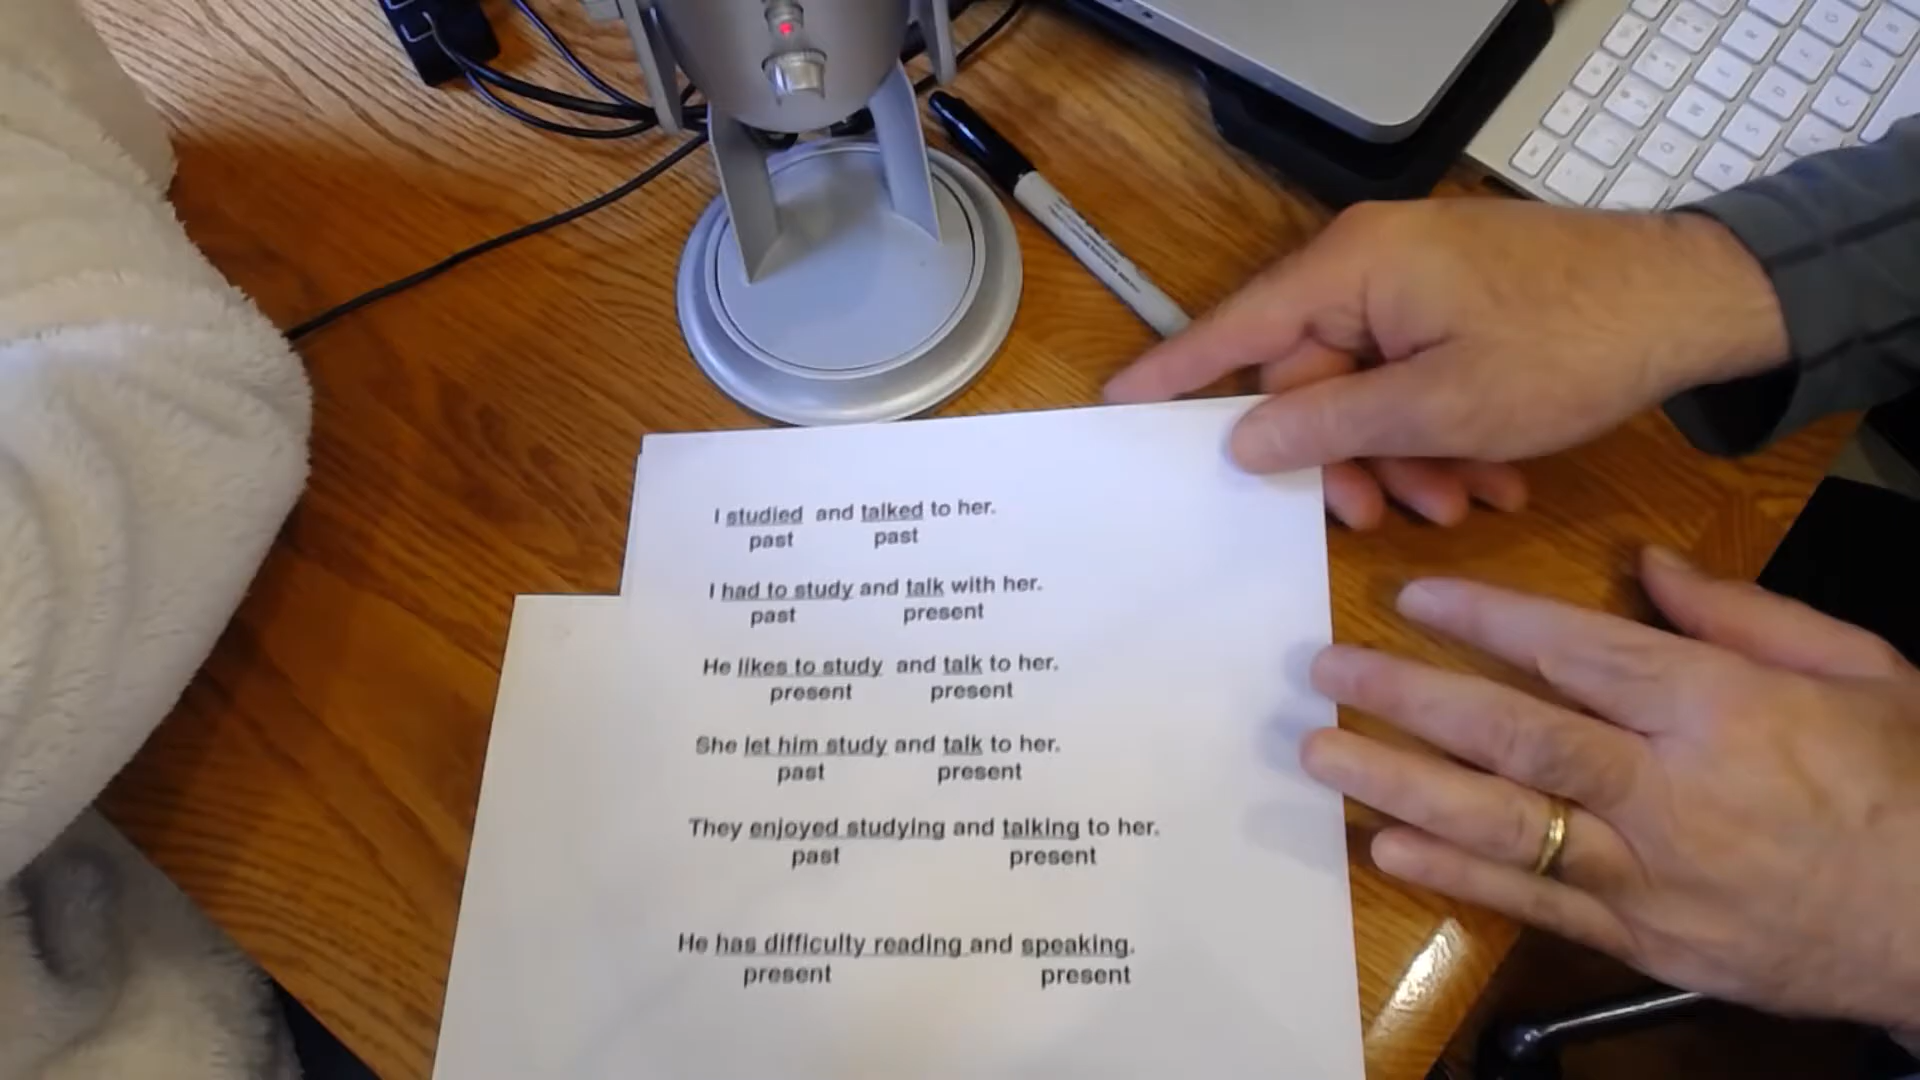 I studied and talked to her.
past past
I had to study and talk with her.
past present
He likes to study and talk to her.
present present
She let him study and talk to her.
past present
They enjoyed studying and talking to her.
past present
He has difficulty reading and speaking.
present present